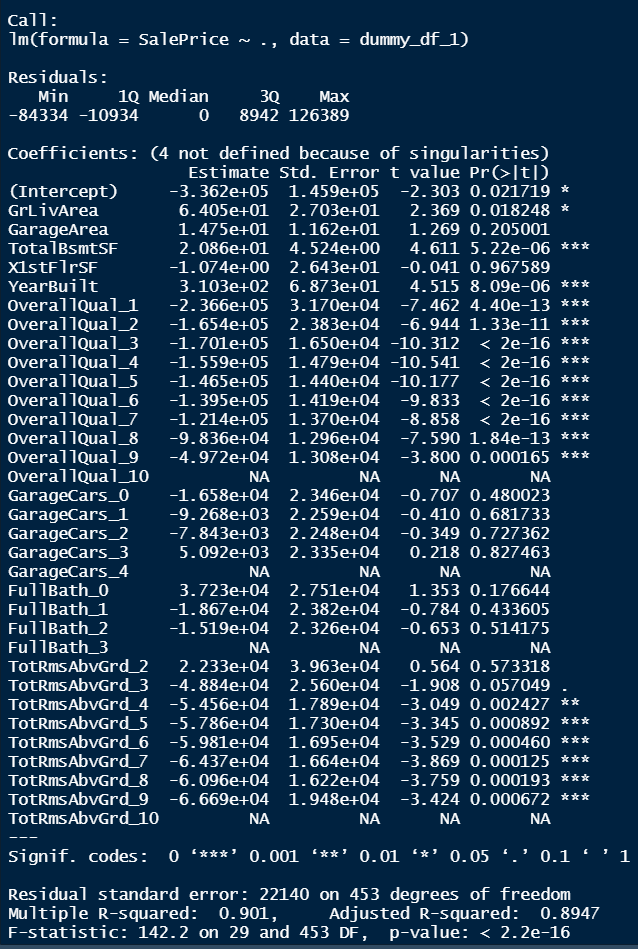 Call:
lm(formula = SalePrice ~ ., data = dummy_df_1)
Residuals:
   Min     1Q Median     3Q    Max
-84334 -10934      0   8942 126389
Coefficients: (4 not defined because of singularities)
                 Estimate Std. Error t value Pr(>|t|)
(Intercept)    -3.362e+05  1.459e+05  -2.303 0.021719 *
GrLivArea       6.405e+01  2.703e+01   2.369 0.018248 *
GarageArea      1.475e+01  1.162e+01   1.269 0.205001
TotalBsmtSF     2.086e+01  4.524e+00   4.611 5.22e-06 ***
X1stFlrSF      -1.074e+00  2.643e+01  -0.041 0.967589
YearBuilt       3.103e+02  6.873e+01   4.515 8.09e-06 ***
OverallQual_1  -2.366e+05  3.170e+04  -7.462 4.40e-13 ***
OverallQual_2  -1.654e+05  2.383e+04  -6.944 1.33e-11 ***
OverallQual_3  -1.701e+05  1.650e+04 -10.312  < 2e-16 ***
OverallQual_4  -1.559e+05  1.479e+04 -10.541  < 2e-16 ***
OverallQual_5  -1.465e+05  1.440e+04 -10.177  < 2e-16 ***
OverallQual_6  -1.395e+05  1.419e+04  -9.833  < 2e-16 ***
OverallQual_7  -1.214e+05  1.370e+04  -8.858  < 2e-16 ***
OverallQual_8  -9.836e+04  1.296e+04  -7.590 1.84e-13 ***
OverallQual_9  -4.972e+04  1.308e+04  -3.800 0.000165 ***
OverallQual_10         NA         NA      NA       NA
GarageCars_0   -1.658e+04  2.346e+04  -0.707 0.480023
GarageCars_1   -9.268e+03  2.259e+04  -0.410 0.681733
GarageCars_2   -7.843e+03  2.248e+04  -0.349 0.727362
GarageCars_3    5.092e+03  2.335e+04   0.218 0.827463
GarageCars_4           NA         NA      NA       NA
FullBath_0      3.723e+04  2.751e+04   1.353 0.176644
FullBath_1     -1.867e+04  2.382e+04  -0.784 0.433605
FullBath_2     -1.519e+04  2.326e+04  -0.653 0.514175
FullBath_3             NA         NA      NA       NA
TotRmsAbvGrd_2  2.233e+04  3.963e+04   0.564 0.573318
TotRmsAbvGrd_3 -4.884e+04  2.560e+04  -1.908 0.057049 .
TotRmsAbvGrd_4 -5.456e+04  1.789e+04  -3.049 0.002427 **
TotRmsAbvGrd_5 -5.786e+04  1.730e+04  -3.345 0.000892 ***
TotRmsAbvGrd_6 -5.981e+04  1.695e+04  -3.529 0.000460 ***
TotRmsAbvGrd_7 -6.437e+04  1.664e+04  -3.869 0.000125 ***
TotRmsAbvGrd_8 -6.096e+04  1.622e+04  -3.759 0.000193 ***
TotRmsAbvGrd_9 -6.669e+04  1.948e+04  -3.424 0.000672 ***
TotRmsAbvGrd_10        NA         NA      NA       NA
---
Signif. codes:  0 ‘***’ 0.001 ‘**’ 0.01 ‘*’ 0.05 ‘.’ 0.1 ‘ ’ 1
Residual standard error: 22140 on 453 degrees of freedom
Multiple R-squared:  0.901,	Adjusted R-squared:  0.8947
F-statistic: 142.2 on 29 and 453 DF,  p-value: < 2.2e-16